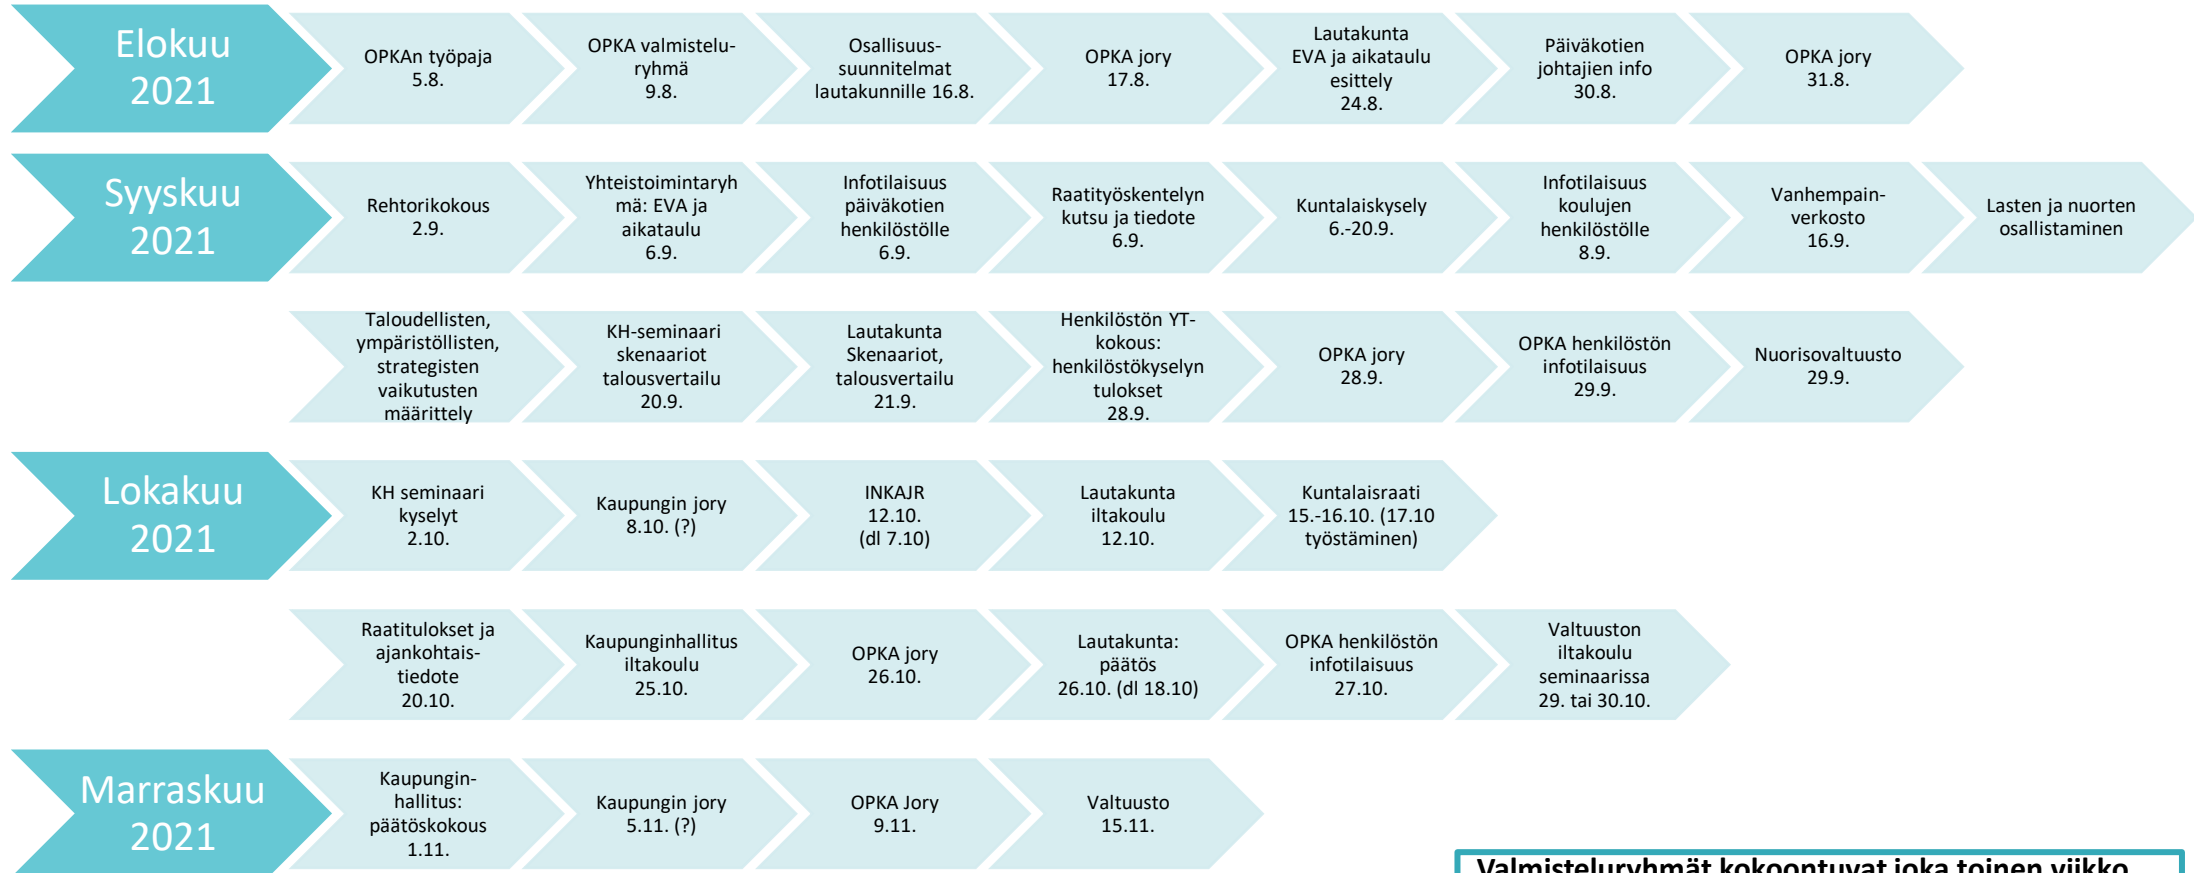 Elokuu
2021
OPKAn työpaja
5.8.
OPKA valmistelu-
ryhmä
9.8.
Osallisuus-
suunnitelmat
lautakunnille 16.8.
OPKA jory
17.8.
Lautakunta
EVA ja aikataulu
esittely
24.8.
Päiväkotien
johtajien info
30.8.
OPKA jory
31.8.
Syyskuu
2021
Rehtorikokous
2.9.
Yhteistoimintaryh
mä: EVA ja
aikataulu
6.9.
Infotilaisuus
päiväkotien
henkilöstölle
6.9.
Raatityöskentelyn
kutsu ja tiedote
6.9.
Kuntalaiskysely
6.-20.9.
Infotilaisuus
koulujen
henkilöstölle
8.9.
Vanhempain-
verkosto
16.9.
Lasten ja nuorten
osallistaminen
Taloudellisten,
ympäristöllisten,
strategisten
vaikutusten
määrittely
KH-seminaari
skenaariot
talousvertailu
20.9.
Lautakunta
Skenaariot,
talousvertailu
21.9.
Henkilöstön YT-
kokous:
henkilöstökyselyn
tulokset
28.9.
OPKA jory
28.9.
OPKA henkilöstön
infotilaisuus
29.9.
Nuorisovaltuusto
29.9.
Lokakuu
2021
KH seminaari
kyselyt
2.10.
Kaupungin jory
8.10. (?)
INKAJR
12.10.
(dl 7.10)
Lautakunta
iltakoulu
12.10.
Kuntalaisraati
15.-16.10. (17.10
työstäminen)
Raatitulokset ja
ajankohtais-
tiedote
20.10.
Kaupunginhallitus
iltakoulu
25.10.
OPKA jory
26.10.
Lautakunta:
päätös
26.10. (dl 18.10)
OPKA henkilöstön
infotilaisuus
27.10.
Valtuuston
iltakoulu
seminaarissa
29. tai 30.10.
Marraskuu
2021
Kaupungin-
hallitus:
päätöskokous
1.11.
Kaupungin jory
5.11. (?)
OPKA Jory
9.11.
Valtuusto
15.11.
Valmisteluryhmät kokoontuvat joka toinen viikko